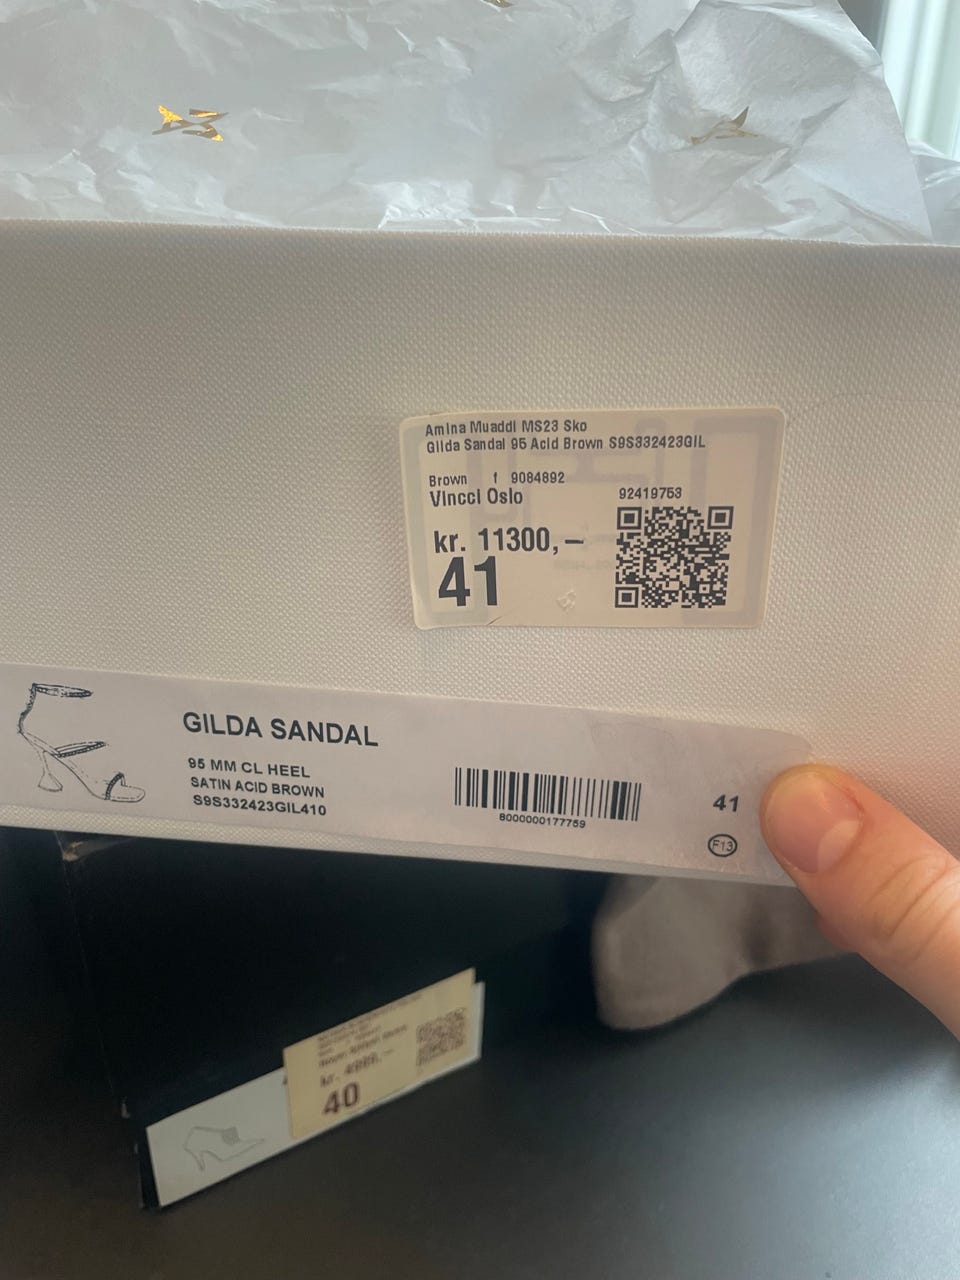 Amina Muaddi MS23 Sko
Gilda Sandal 95 Acid Brown S9S332423GIL
Brown f 9084892
Vincci Oslo
92419753
kr. 11300,–
41
GILDA SANDAL
95 MM CL HEEL
SATIN ACID BROWN
S9S332423GIL410
8000000177759
41
F13
kr.
40